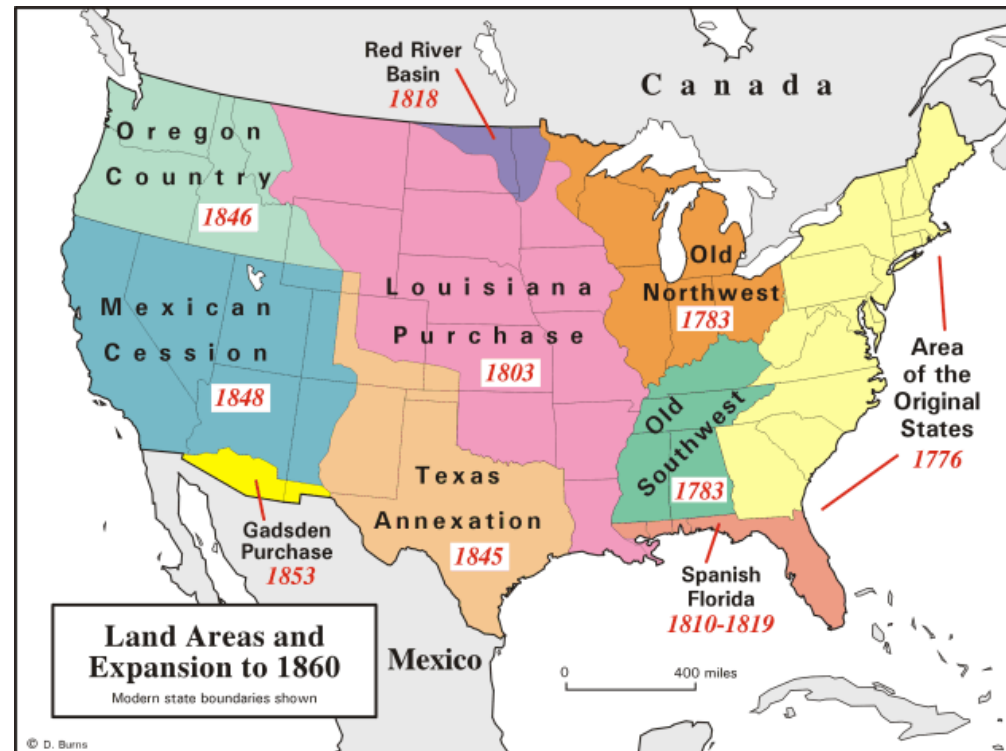 Red River
Basin
1818
Canada
Oregon
Country
1846
Old
Northwest
1783
Louisiana
Purchase
1803
Mexican
Cession
1848
Area
of the
Original
States
1776
Old
Southwest
1783
Texas
Annexation
1845
Gadsden
Purchase
1853
Spanish
Florida
1810-1819
Land Areas and
Expansion to 1860
Modern state boundaries shown
Mexico
0 400 miles
© D. Burns